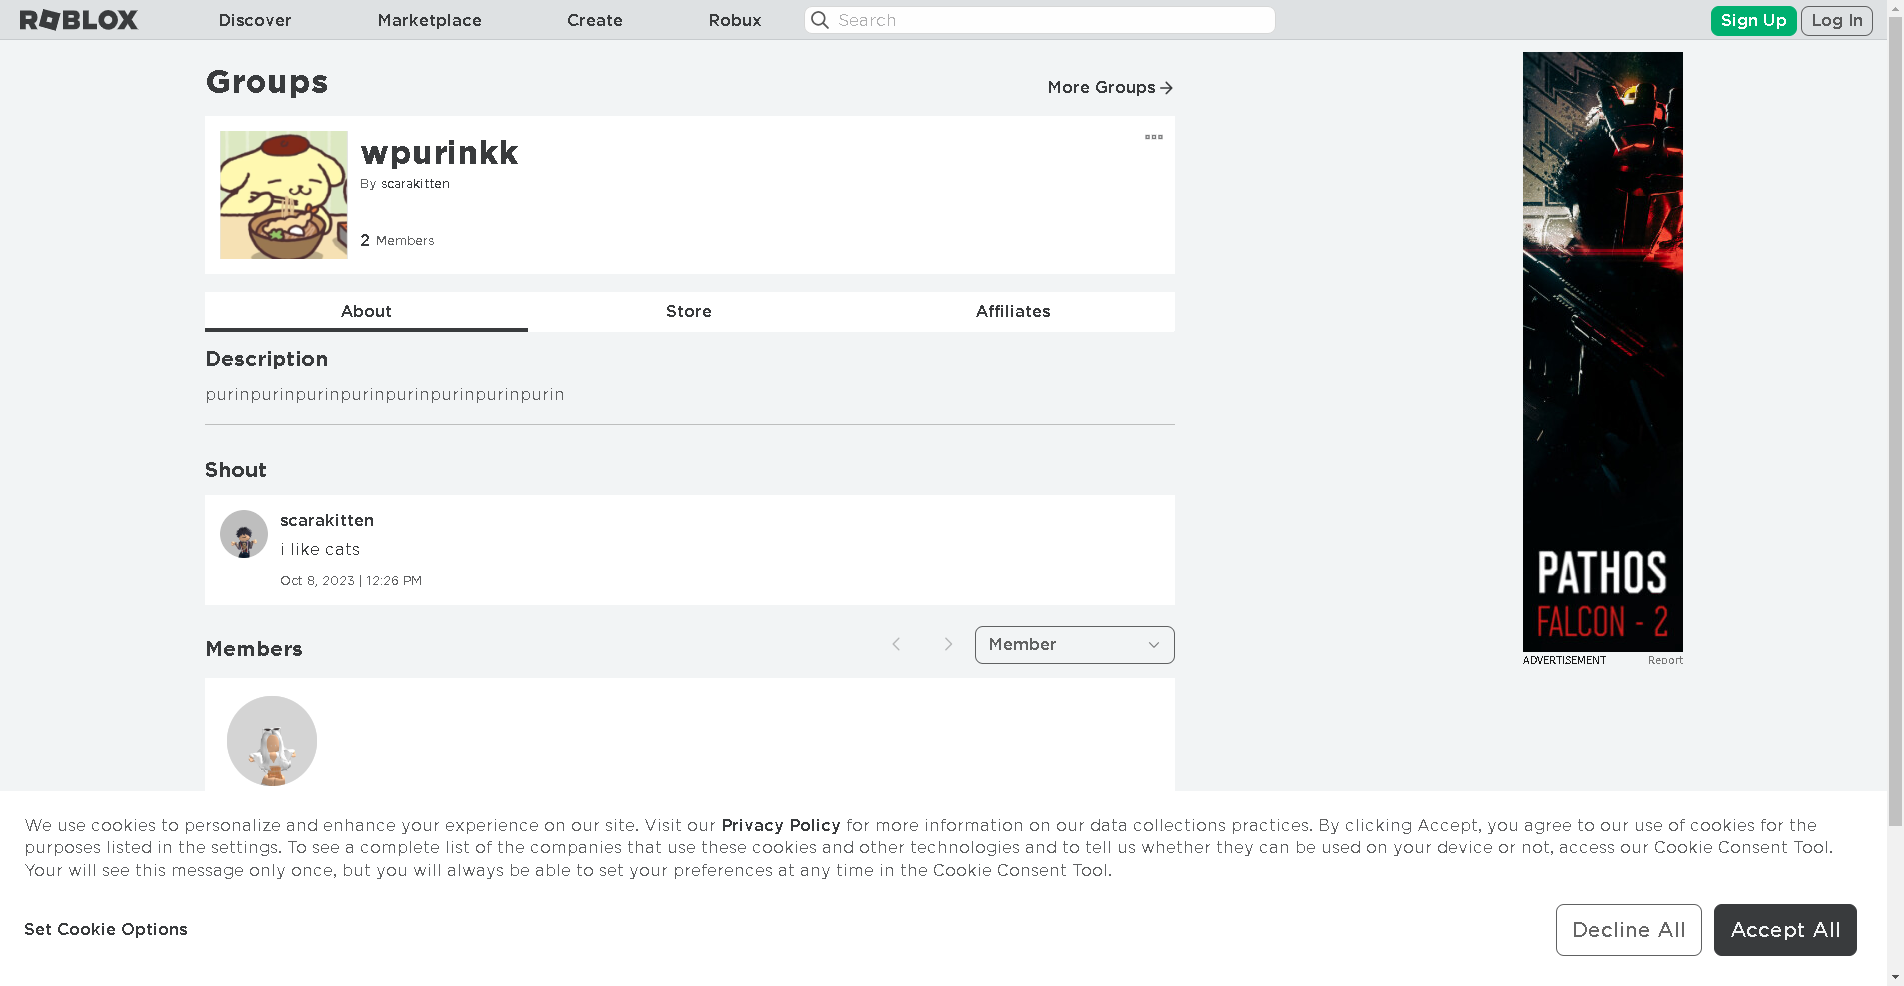 ROBLOX
Discover
Marketplace
Create
Robux
Search
Sign Up
Log In
Groups
More Groups
wpurinkk
By scarakitten
2 Members
About
Store
Affiliates
Description
purinpurinpurinpurinpurinpurinpurinpurin
Shout
scarakitten
i like cats
Oct 8, 2023 | 12:26 PM
Members
Member
PATHOS
FALCON - 2
ADVERTISEMENT
Report
We use cookies to personalize and enhance your experience on our site. Visit our Privacy Policy for more information on our data collections practices. By clicking Accept, you agree to our use of cookies for the
purposes listed in the settings. To see a complete list of the companies that use these cookies and other technologies and to tell us whether they can be used on your device or not, access our Cookie Consent Tool.
Your will see this message only once, but you will always be able to set your preferences at any time in the Cookie Consent Tool.
Set Cookie Options
Decline All
Accept All